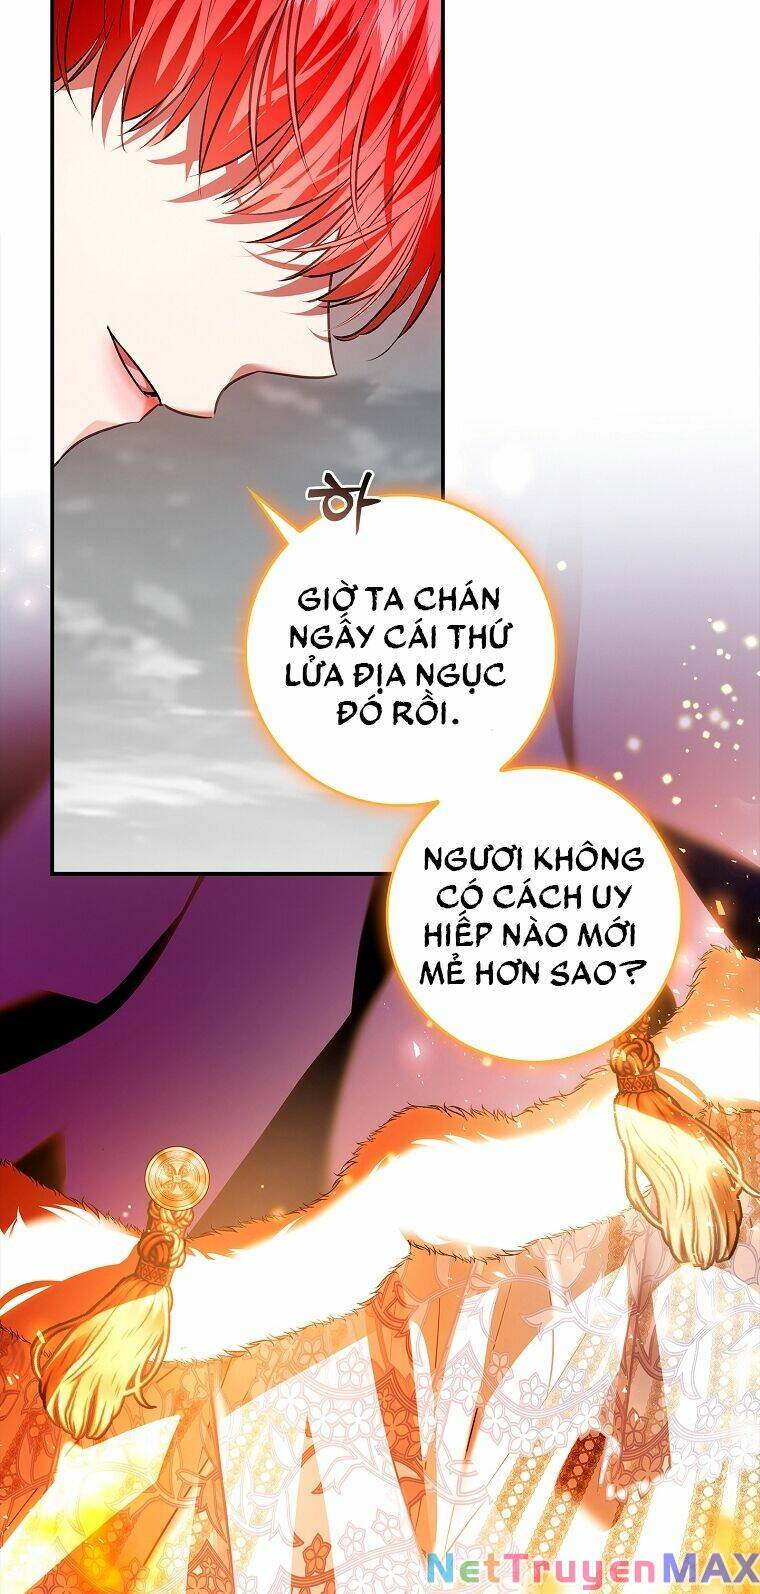 하
GIỜ TA CHÁN
NGẤY CÁI THỨ
LỬA ĐỊA NGỤC
ĐÓ RỒI.
NGƯƠI KHÔNG
CÓ CÁCH UY
HIẾP NÀO MỚI
MẺ HƠN SAO?
NETTRUYENMAX